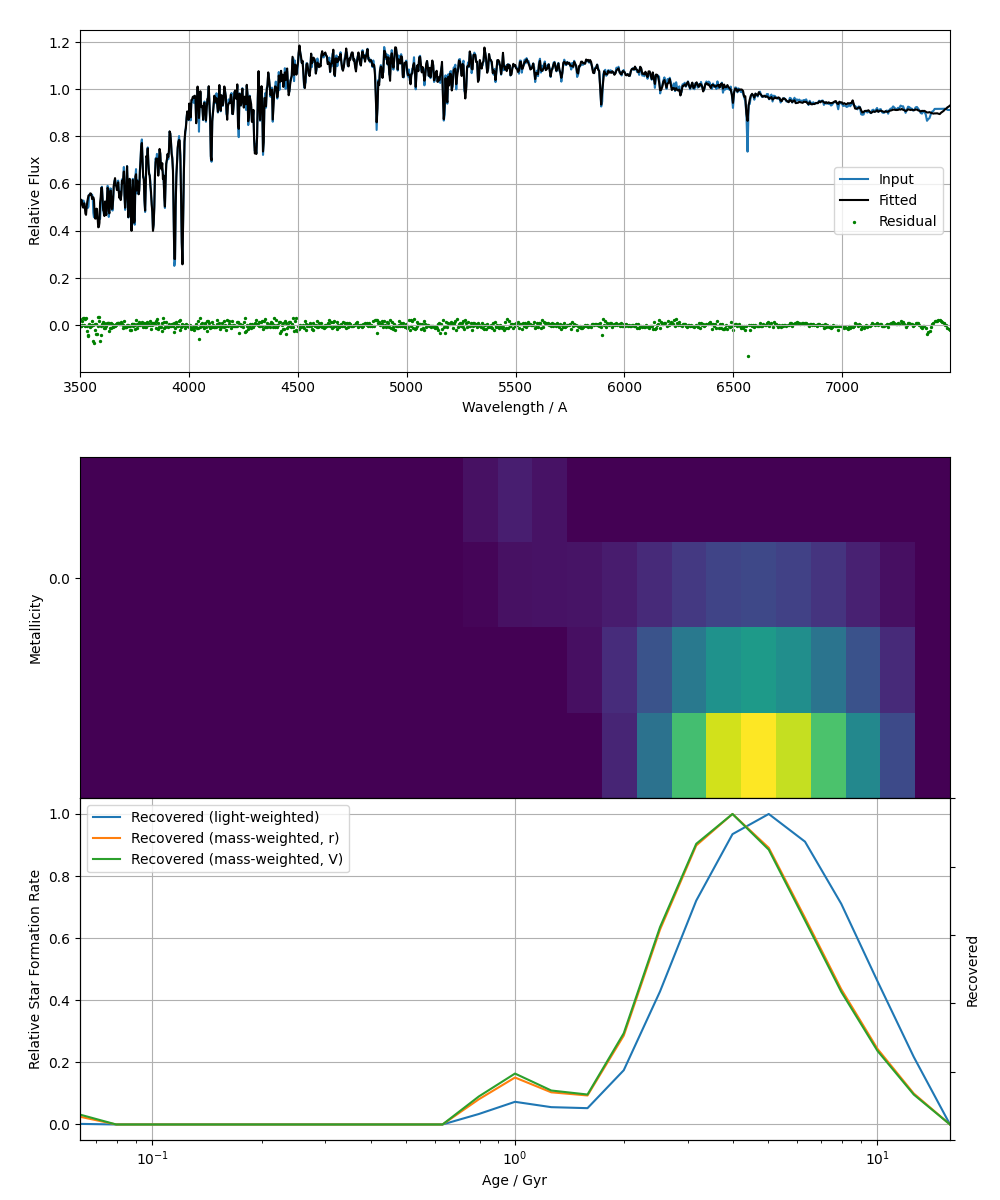 1.2
1.0
0.8
0.6
0.4
0.2
0.0
Relative Flux
Input
Fitted
Residual
3500 4000 4500 5000 5500 6000 6500 7000
Wavelength / A
0.0
Metallicity
1.0
0.8
0.6
0.4
0.2
0.0
Relative Star Formation Rate
Recovered (light-weighted)
Recovered (mass-weighted, r)
Recovered (mass-weighted, V)
Recovered
10⁻¹ 10⁰ 10¹
Age / Gyr